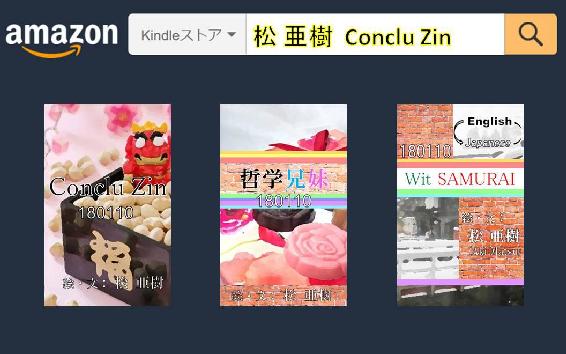 amazon
Kindleストア
松 亜樹 Conclu Zin
Conclu Zin
180110
福
絵・文： 松 亜樹
哲学兄妹
180110
絵・文： 松 亜樹
English
Japanese
180110
Wit SAMURAI
絵・文：
松 亜樹